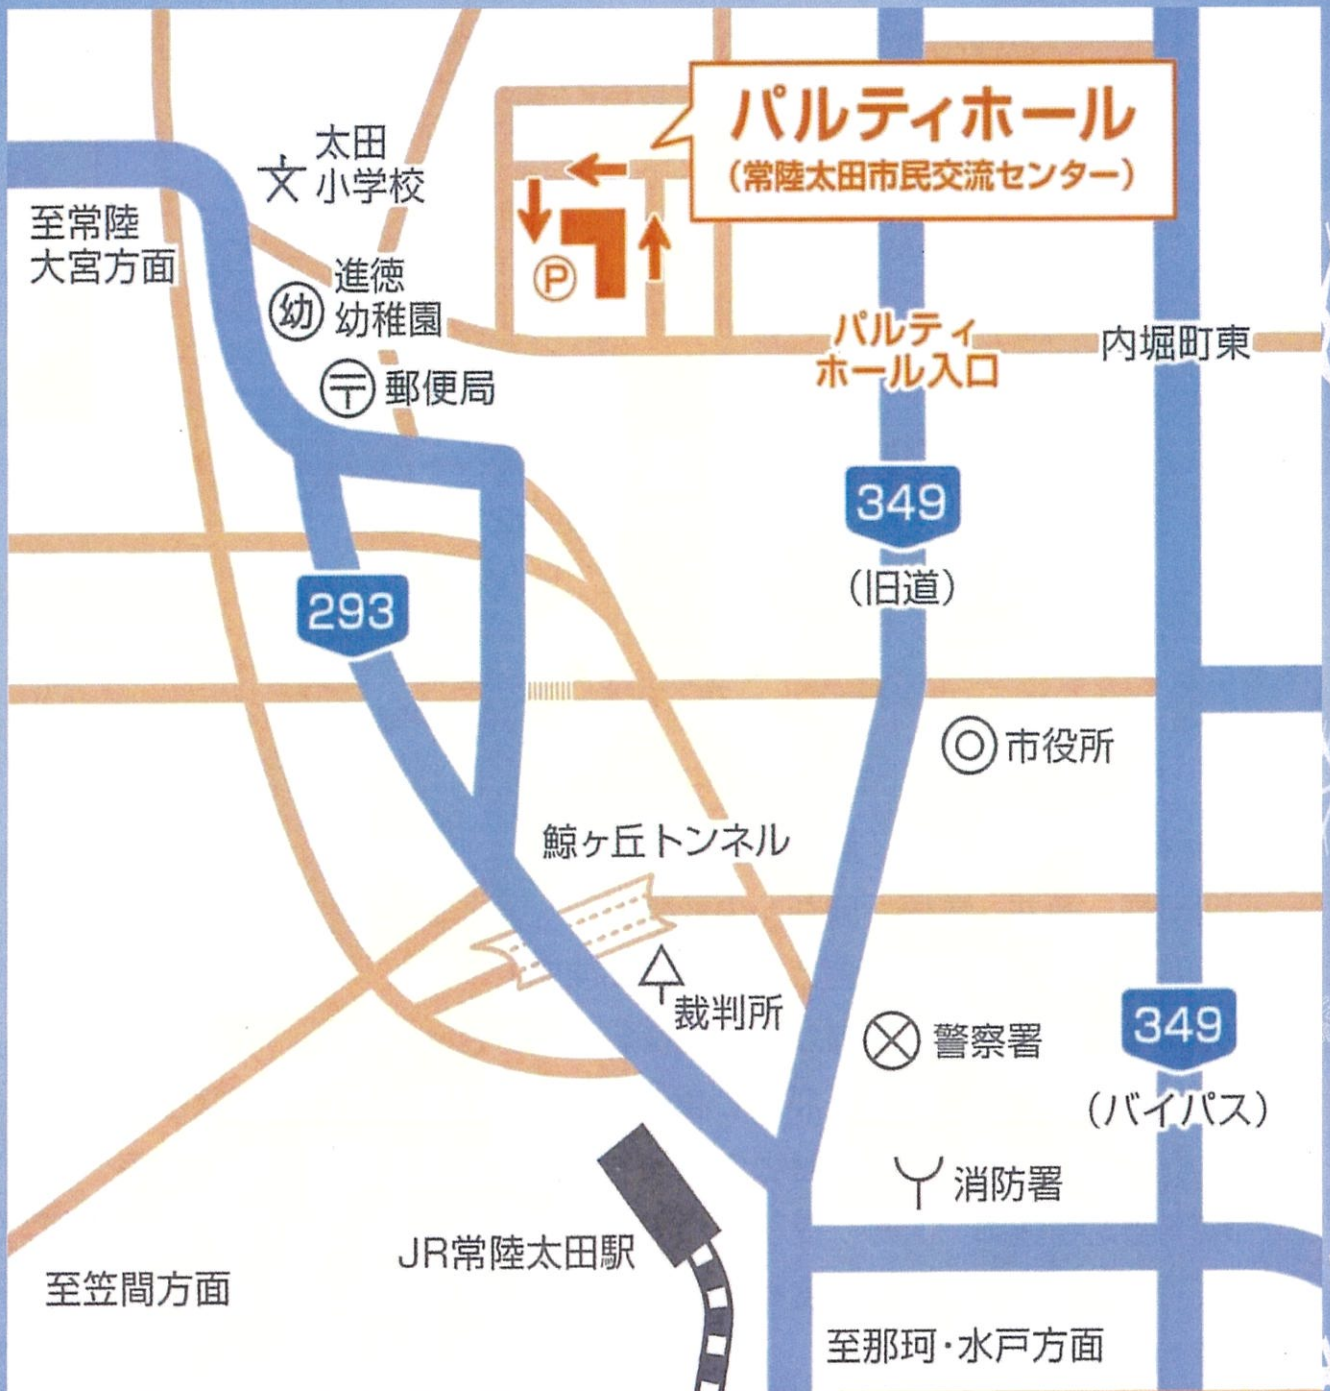 パルティホール
(常陸太田市民交流センター)
太田
小学校
至常陸
大宮方面
進徳
幼稚園
幼
P
パルティ
ホール入口
内堀町東
郵便局
349
(旧道)
293
市役所
鯨ヶ丘トンネル
裁判所
警察署
349
(バイパス)
消防署
JR常陸太田駅
至笠間方面
至那珂・水戸方面